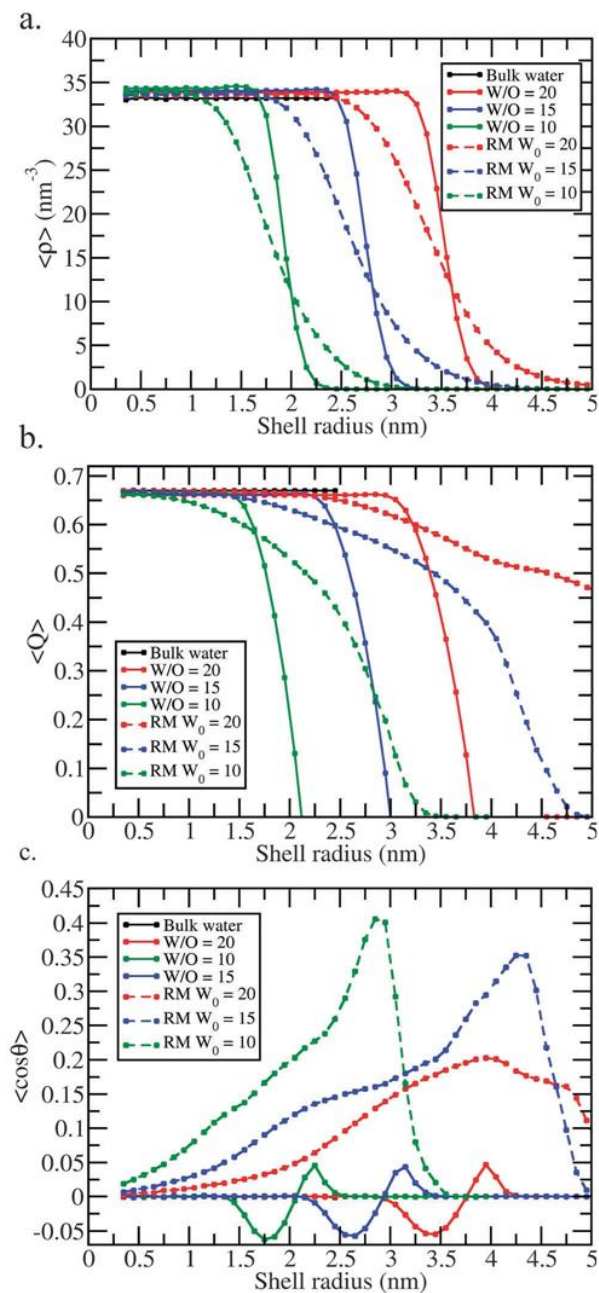 a.
40
35
30
25
20
15
10
5
0
<ρ> (nm⁻³)
Bulk water
W/O = 20
W/O = 15
W/O = 10
RM W₀ = 20
RM W₀ = 15
RM W₀ = 10
0 0.5 1 1.5 2 2.5 3 3.5 4 4.5 5
Shell radius (nm)
b.
0.7
0.6
0.5
0.4
0.3
0.2
0.1
0
<Q>
Bulk water
W/O = 20
W/O = 15
W/O = 10
RM W₀ = 20
RM W₀ = 15
RM W₀ = 10
0 0.5 1 1.5 2 2.5 3 3.5 4 4.5 5
Shell radius (nm)
c.
0.45
0.4
0.35
0.3
0.25
0.2
0.15
0.1
0.05
0
-0.05
<cosθ>
Bulk water
W/O = 20
W/O = 10
W/O = 15
RM W₀ = 20
RM W₀ = 15
RM W₀ = 10
0 0.5 1 1.5 2 2.5 3 3.5 4 4.5 5
Shell radius (nm)